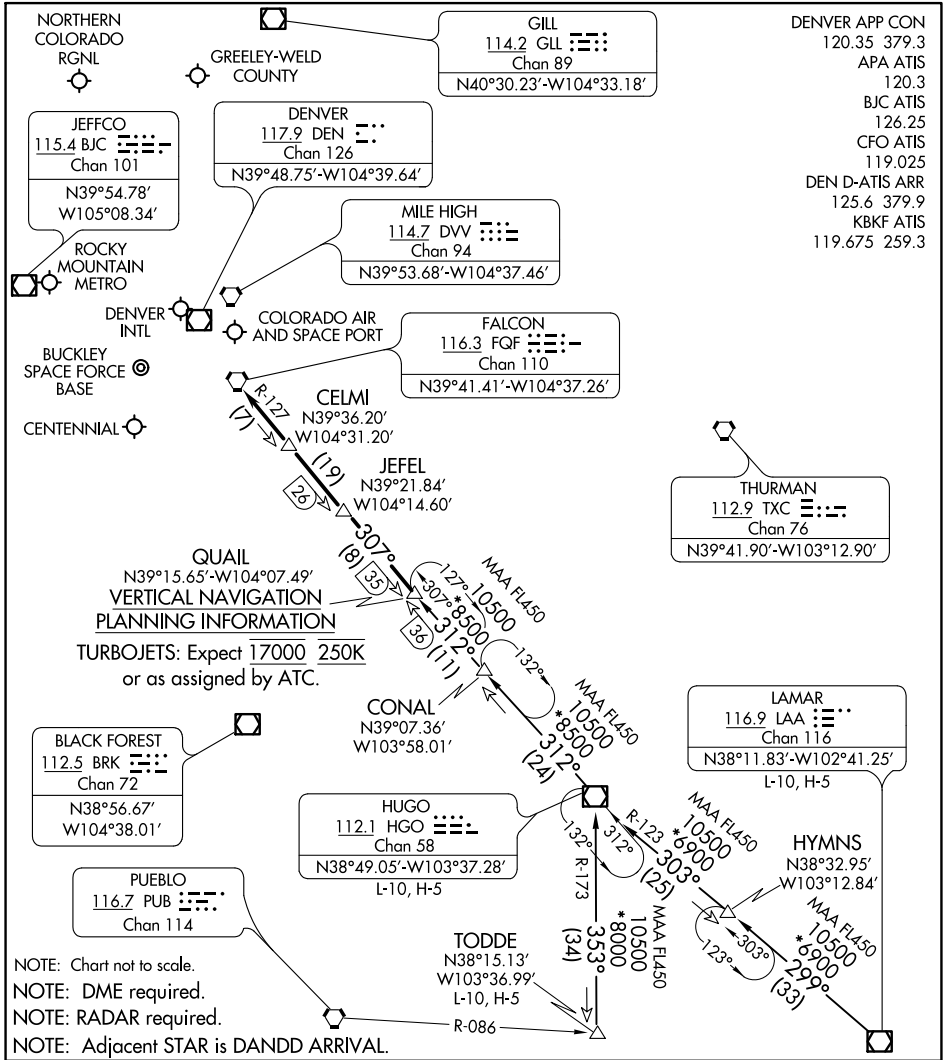 NORTHERN
COLORADO
RGNL
GREELEY-WELD
COUNTY
GILL
114.2 GLL
Chan 89
N40°30.23'-W104°33.18'
DENVER APP CON
120.35 379.3
APA ATIS
120.3
BJC ATIS
126.25
CFO ATIS
119.025
DEN D-ATIS ARR
125.6 379.9
KBKF ATIS
119.675 259.3
JEFFCO
115.4 BJC
Chan 101
N39°54.78'
W105°08.34'
DENVER
117.9 DEN
Chan 126
N39°48.75'-W104°39.64'
MILE HIGH
114.7 DVV
Chan 94
N39°53.68'-W104°37.46'
ROCKY
MOUNTAIN
METRO
DENVER
INTL
COLORADO AIR
AND SPACE PORT
BUCKLEY
SPACE FORCE
BASE
CENTENNIAL
FALCON
116.3 FQF
Chan 110
N39°41.41'-W104°37.26'
R-127
(7)
CELMI
N39°36.20'
W104°31.20'
(19)
26
JEFEL
N39°21.84'
W104°14.60'
307°
(8)
35
THURMAN
112.9 TXC
Chan 76
N39°41.90'-W103°12.90'
QUAIL
N39°15.65'-W104°07.49'
VERTICAL NAVIGATION
PLANNING INFORMATION
TURBOJETS: Expect 17000 250K
or as assigned by ATC.
127°
307°
MAA FL450
10500
*8500
312°
(11)
36
CONAL
N39°07.36'
W103°58.01'
132°
MAA FL450
10500
*8500
312°
(24)
BLACK FOREST
112.5 BRK
Chan 72
N38°56.67'
W104°38.01'
HUGO
112.1 HGO
Chan 58
N38°49.05'-W103°37.28'
L-10, H-5
132°
312°
LAMAR
116.9 LAA
Chan 116
N38°11.83'-W102°41.25'
L-10, H-5
R-123
MAA FL450
10500
*6900
303°
(25)
HYMNS
N38°32.95'
W103°12.84'
303°
123°
MAA FL450
10500
*6900
299°
(33)
R-173
MAA FL450
10500
*8000
353°
(34)
PUEBLO
116.7 PUB
Chan 114
TODDE
N38°15.13'
W103°36.99'
L-10, H-5
R-086
NOTE: Chart not to scale.
NOTE: DME required.
NOTE: RADAR required.
NOTE: Adjacent STAR is DANDD ARRIVAL.